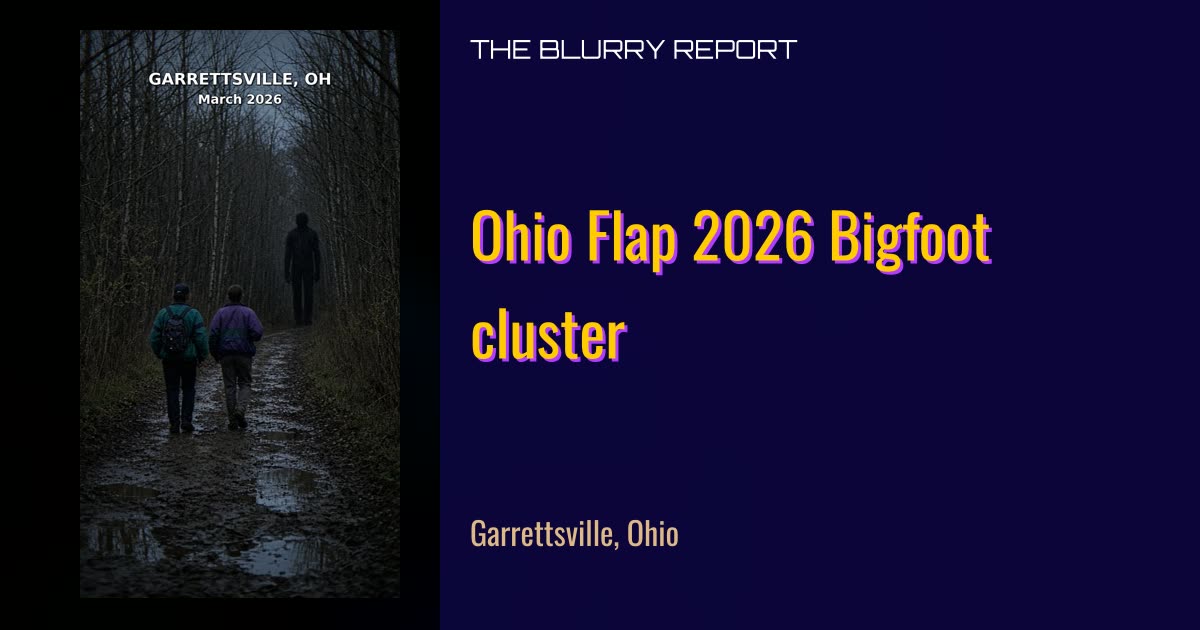 GARRETTSVILLE, OH
March 2026
THE BLURRY REPORT
Ohio Flap 2026 Bigfoot
cluster
Garrettsville, Ohio